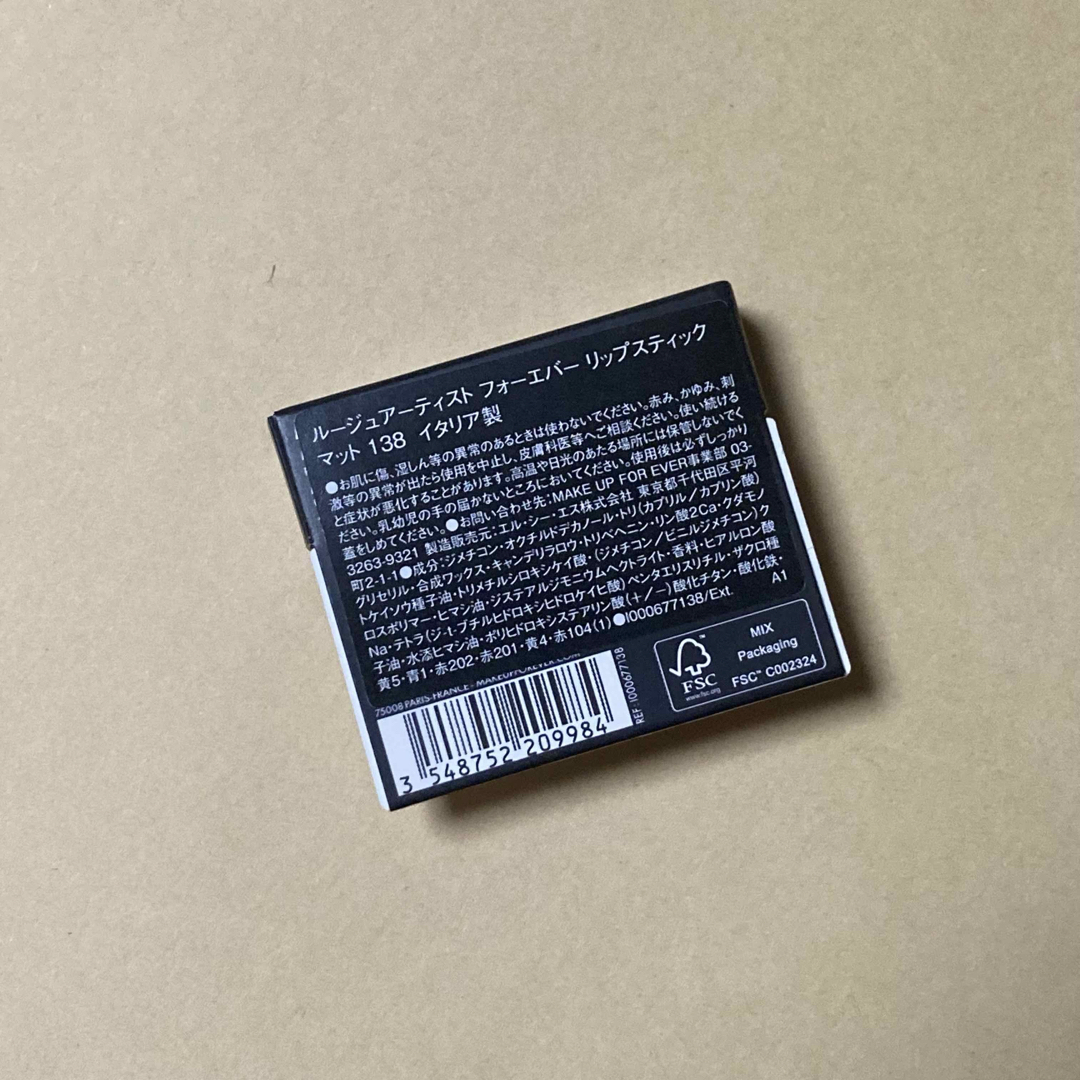 ルージュアーティスト フォーエバー リップスティック
マット 138 イタリア製
●お肌に傷、湿しん等の異常のあるときは使わないでください。赤み、かゆみ、刺
激等の異常が出たら使用を中止し、皮膚科医等へご相談ください。使い続ける
と症状が悪化することがあります。高温や日光のあたる場所には保管しないでく
ださい。乳幼児の手の届かないところにおいてください。使用後は必ずしっかり
蓋をしめてください。●お問い合わせ先:MAKE UP FOR EVER事業部 03-
3263-9321 製造販売元:エル・シー・エス株式会社 東京都千代田区平河
町2-1-1●成分:ジメチコン・オクチルドデカノール・トリ(カプリル/カプリン酸)
グリセリル・合成ワックス・キャンデリラロウ・トリベヘニン・リン酸2Ca・クダモノ
トケイソウ種子油・トリメチルシロキシケイ酸・(ジメチコン/ビニルジメチコン)ク
ロスポリマー・ヒマシ油・ジステアルジモニウムヘクトライト・香料・ヒアルロン酸
Na・テトラ(ジ-t-ブチルヒドロキシヒドロケイヒ酸)ペンタエリスリチル・ザクロ種
子油・水添ヒマシ油・ポリヒドロキシステアリン酸(+/-)酸化チタン・酸化鉄・
黄5・青1・赤202・赤201・黄4・赤104(1)●I000677138/Ext. A1
75008 PARIS-FRANCE - MAKEUPFOREVER.COM
3 548752 209984
REF: I000677138
FSC™
www.fsc.org
MIX
Packaging
FSC™ C002324